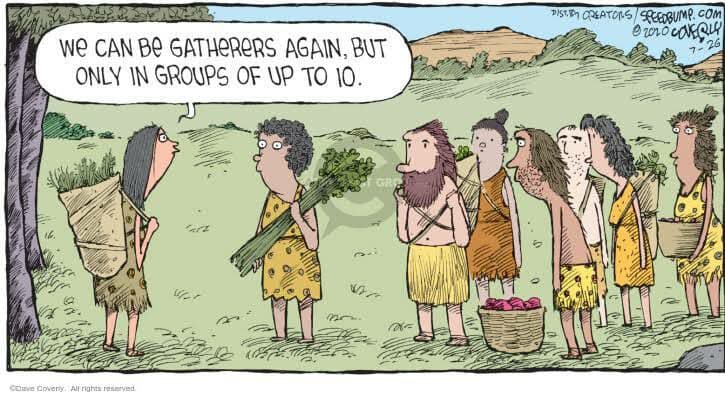 DIST. BY CREATORS / SPEEDBUMP.COM
© 2020 COVERLY
7-26
WE CAN BE GATHERERS AGAIN, BUT
ONLY IN GROUPS OF UP TO 10.
©Dave Coverly. All rights reserved.